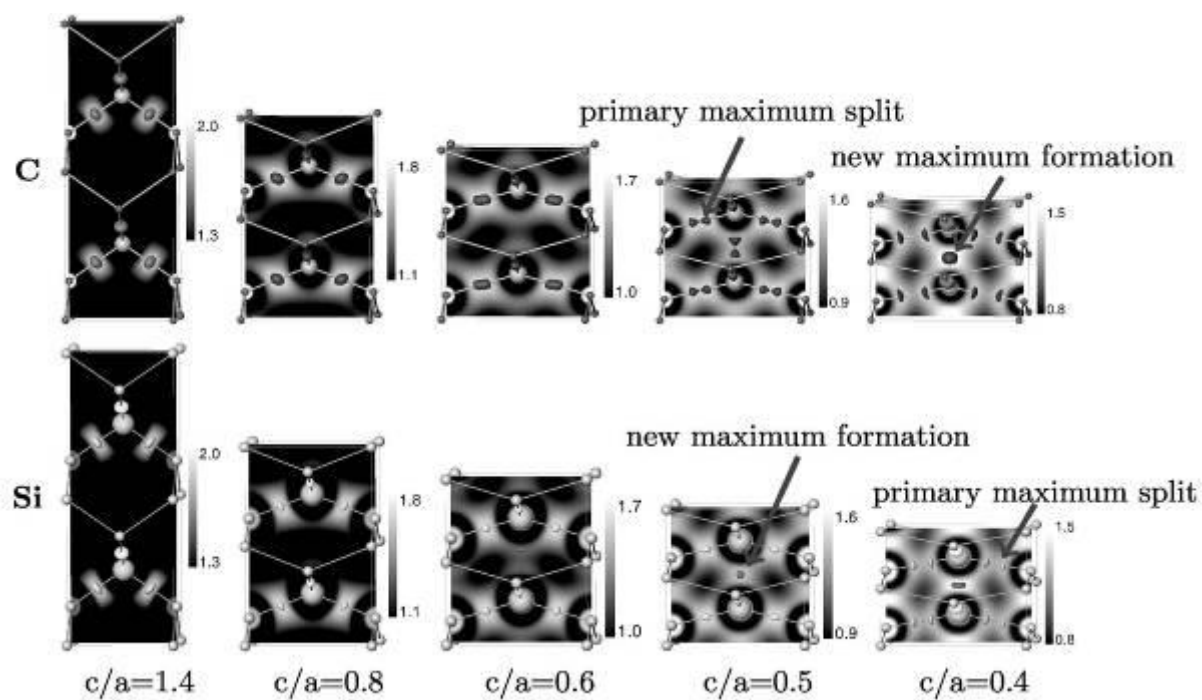 primary maximum split
new maximum formation
C
2.0
1.3
1.8
1.1
1.7
1.0
1.6
0.9
1.5
0.8
new maximum formation
primary maximum split
Si
2.0
1.3
1.8
1.1
1.7
1.0
1.6
0.9
1.5
0.8
c/a=1.4 c/a=0.8 c/a=0.6 c/a=0.5 c/a=0.4